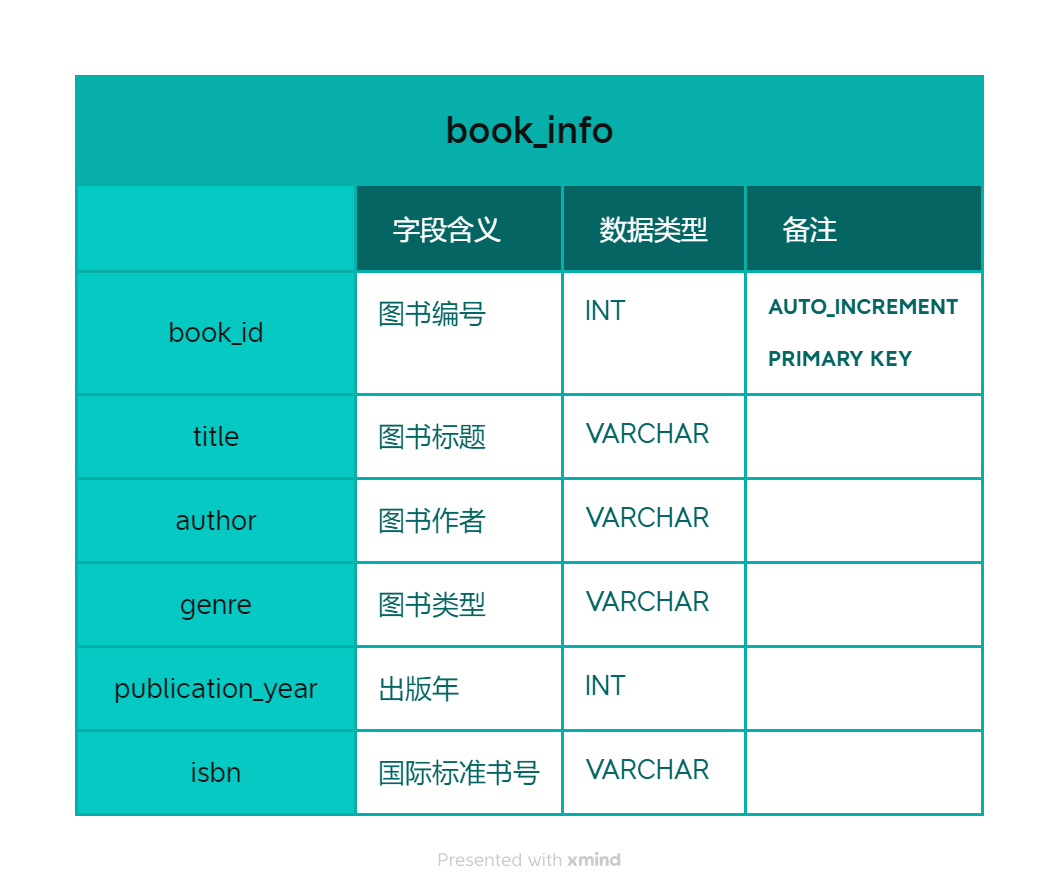 book_info
字段含义 数据类型 备注
book_id 图书编号 INT AUTO_INCREMENT
PRIMARY KEY
title 图书标题 VARCHAR
author 图书作者 VARCHAR
genre 图书类型 VARCHAR
publication_year 出版年 INT
isbn 国际标准书号 VARCHAR
Presented with xmind